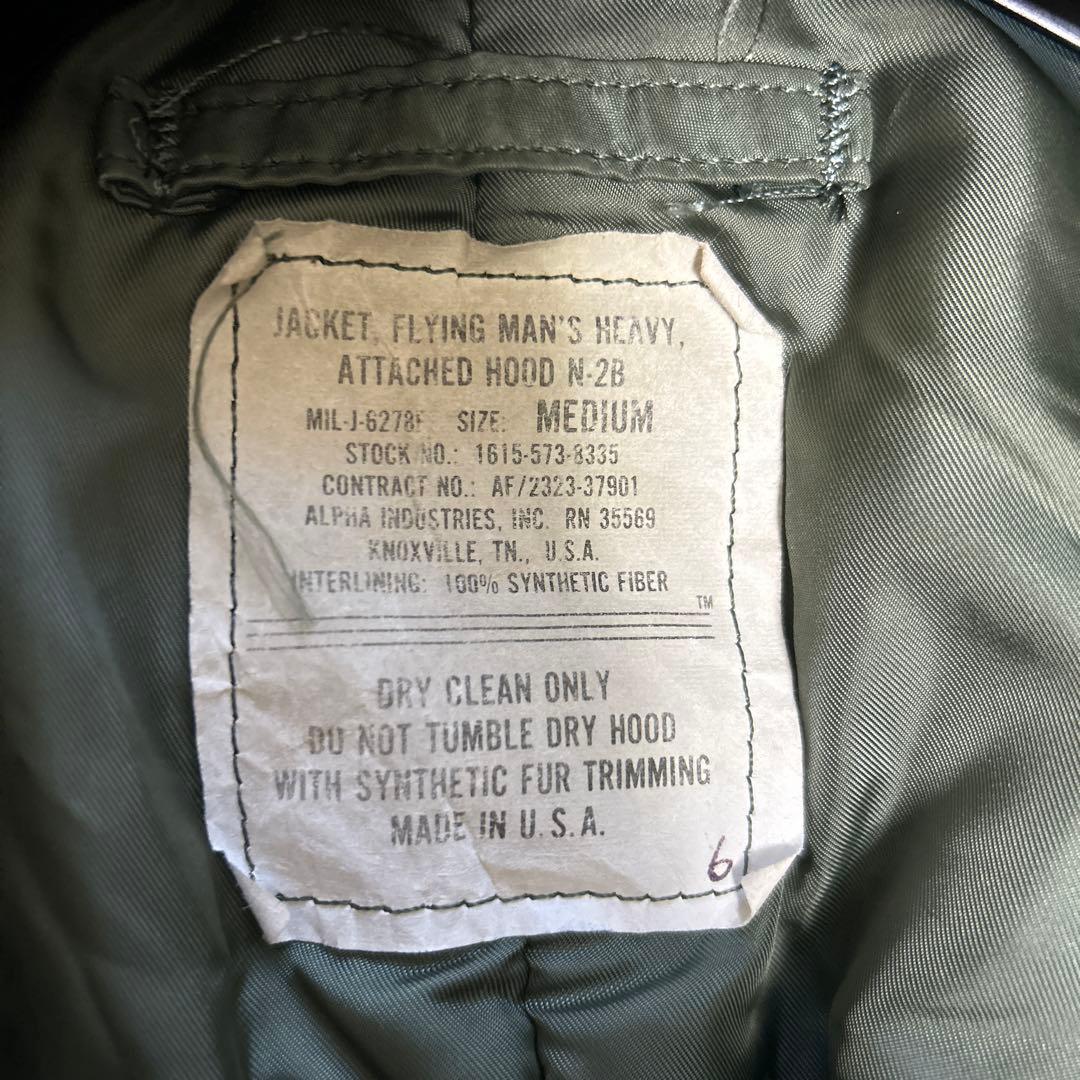 JACKET, FLYING MAN'S HEAVY,
ATTACHED HOOD N-2B
MIL-J-6278F SIZE: MEDIUM
STOCK NO.: 1615-573-8335
CONTRACT NO.: AF/2323-37901
ALPHA INDUSTRIES, INC. RN 35569
KNOXVILLE, TN., U.S.A.
INTERLINING: 100% SYNTHETIC FIBER
TM
DRY CLEAN ONLY
DO NOT TUMBLE DRY HOOD
WITH SYNTHETIC FUR TRIMMING
MADE IN U.S.A.
6